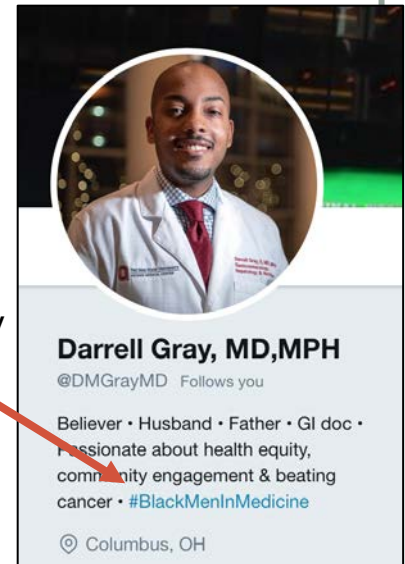 Darrell Gray, MD,MPH
@DMGrayMD Follows you
Believer • Husband • Father • GI doc •
Passionate about health equity,
community engagement & beating
cancer • #BlackMenInMedicine
Columbus, OH